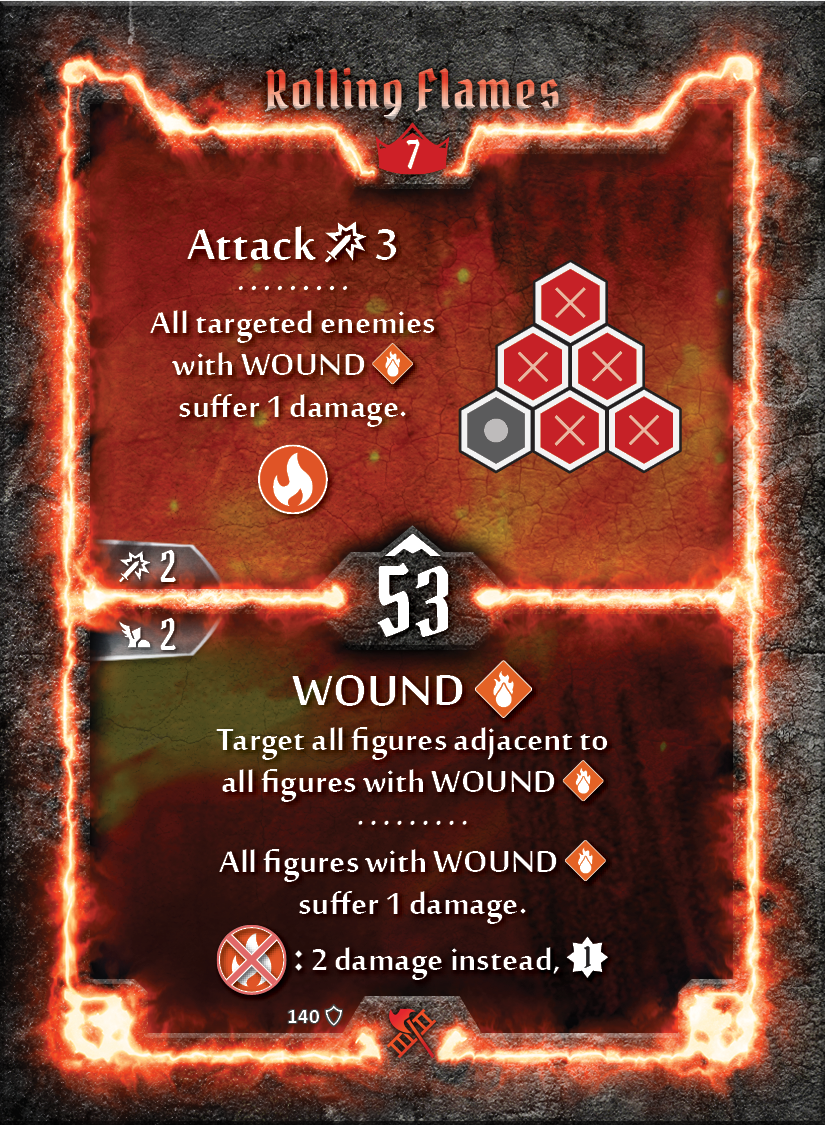 Rolling Flames
7
Attack 3
All targeted enemies
with WOUND
suffer 1 damage.
2
53
2
WOUND
Target all figures adjacent to
all figures with WOUND
All figures with WOUND
suffer 1 damage.
: 2 damage instead, 1
140